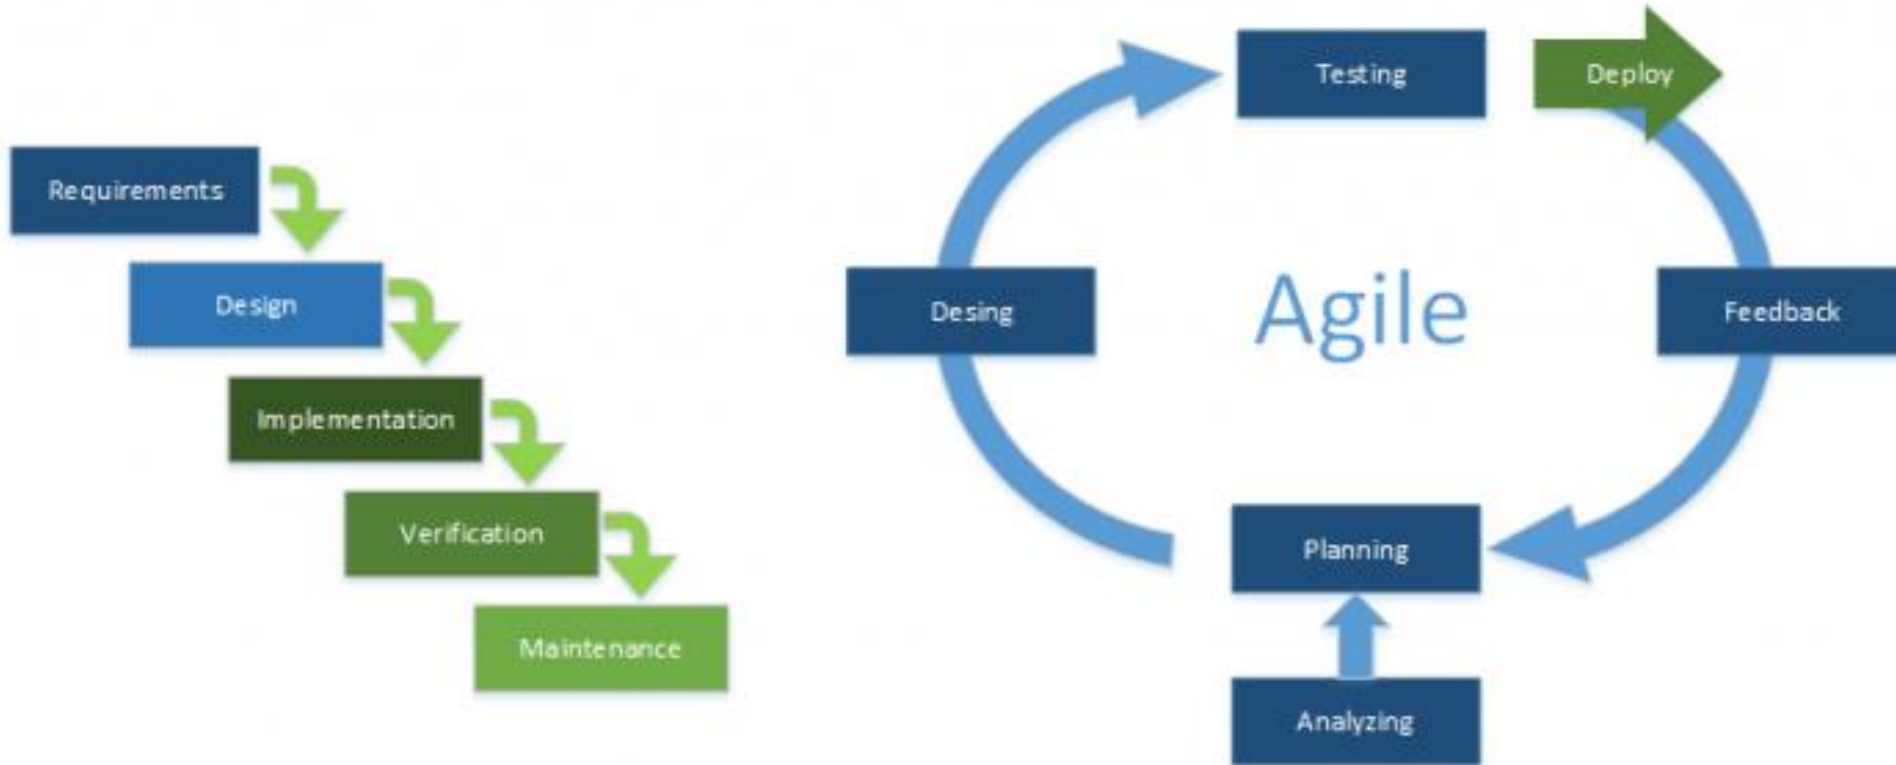 Requirements
Design
Implementation
Verification
Maintenance
Testing
Deploy
Desing
Agile
Feedback
Planning
Analyzing